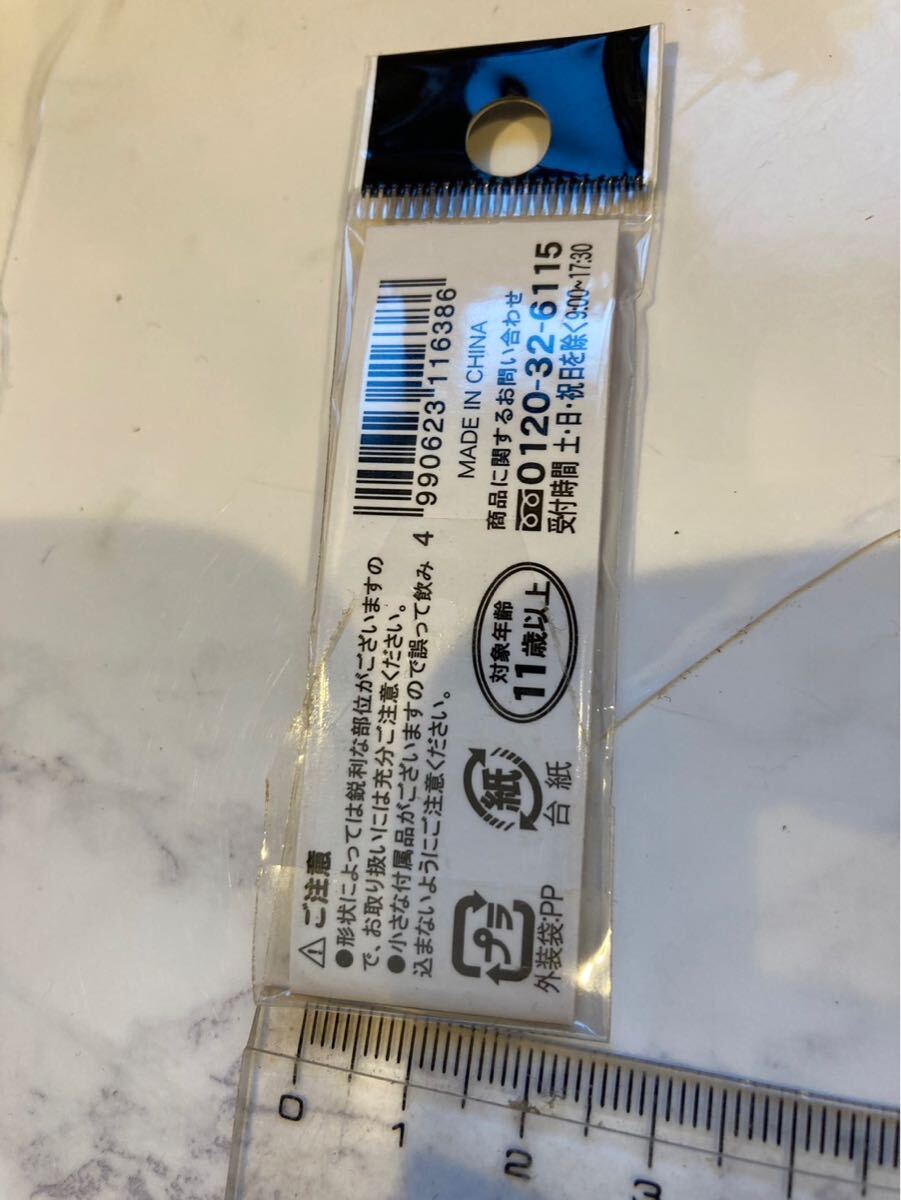 ⚠ご注意
●形状によっては鋭利な部位がございますの
で、お取り扱いには充分ご注意ください。
●小さな付属品がございますので誤って飲み
込まないようにご注意ください。
プラ
外装袋:PP
紙
台紙
対象年齢
11歳以上
4 990623 116386
MADE IN CHINA
商品に関するお問い合わせ
0120-32-6115
受付時間 土・日・祝日を除く9:00~17:30
0 1 2 3